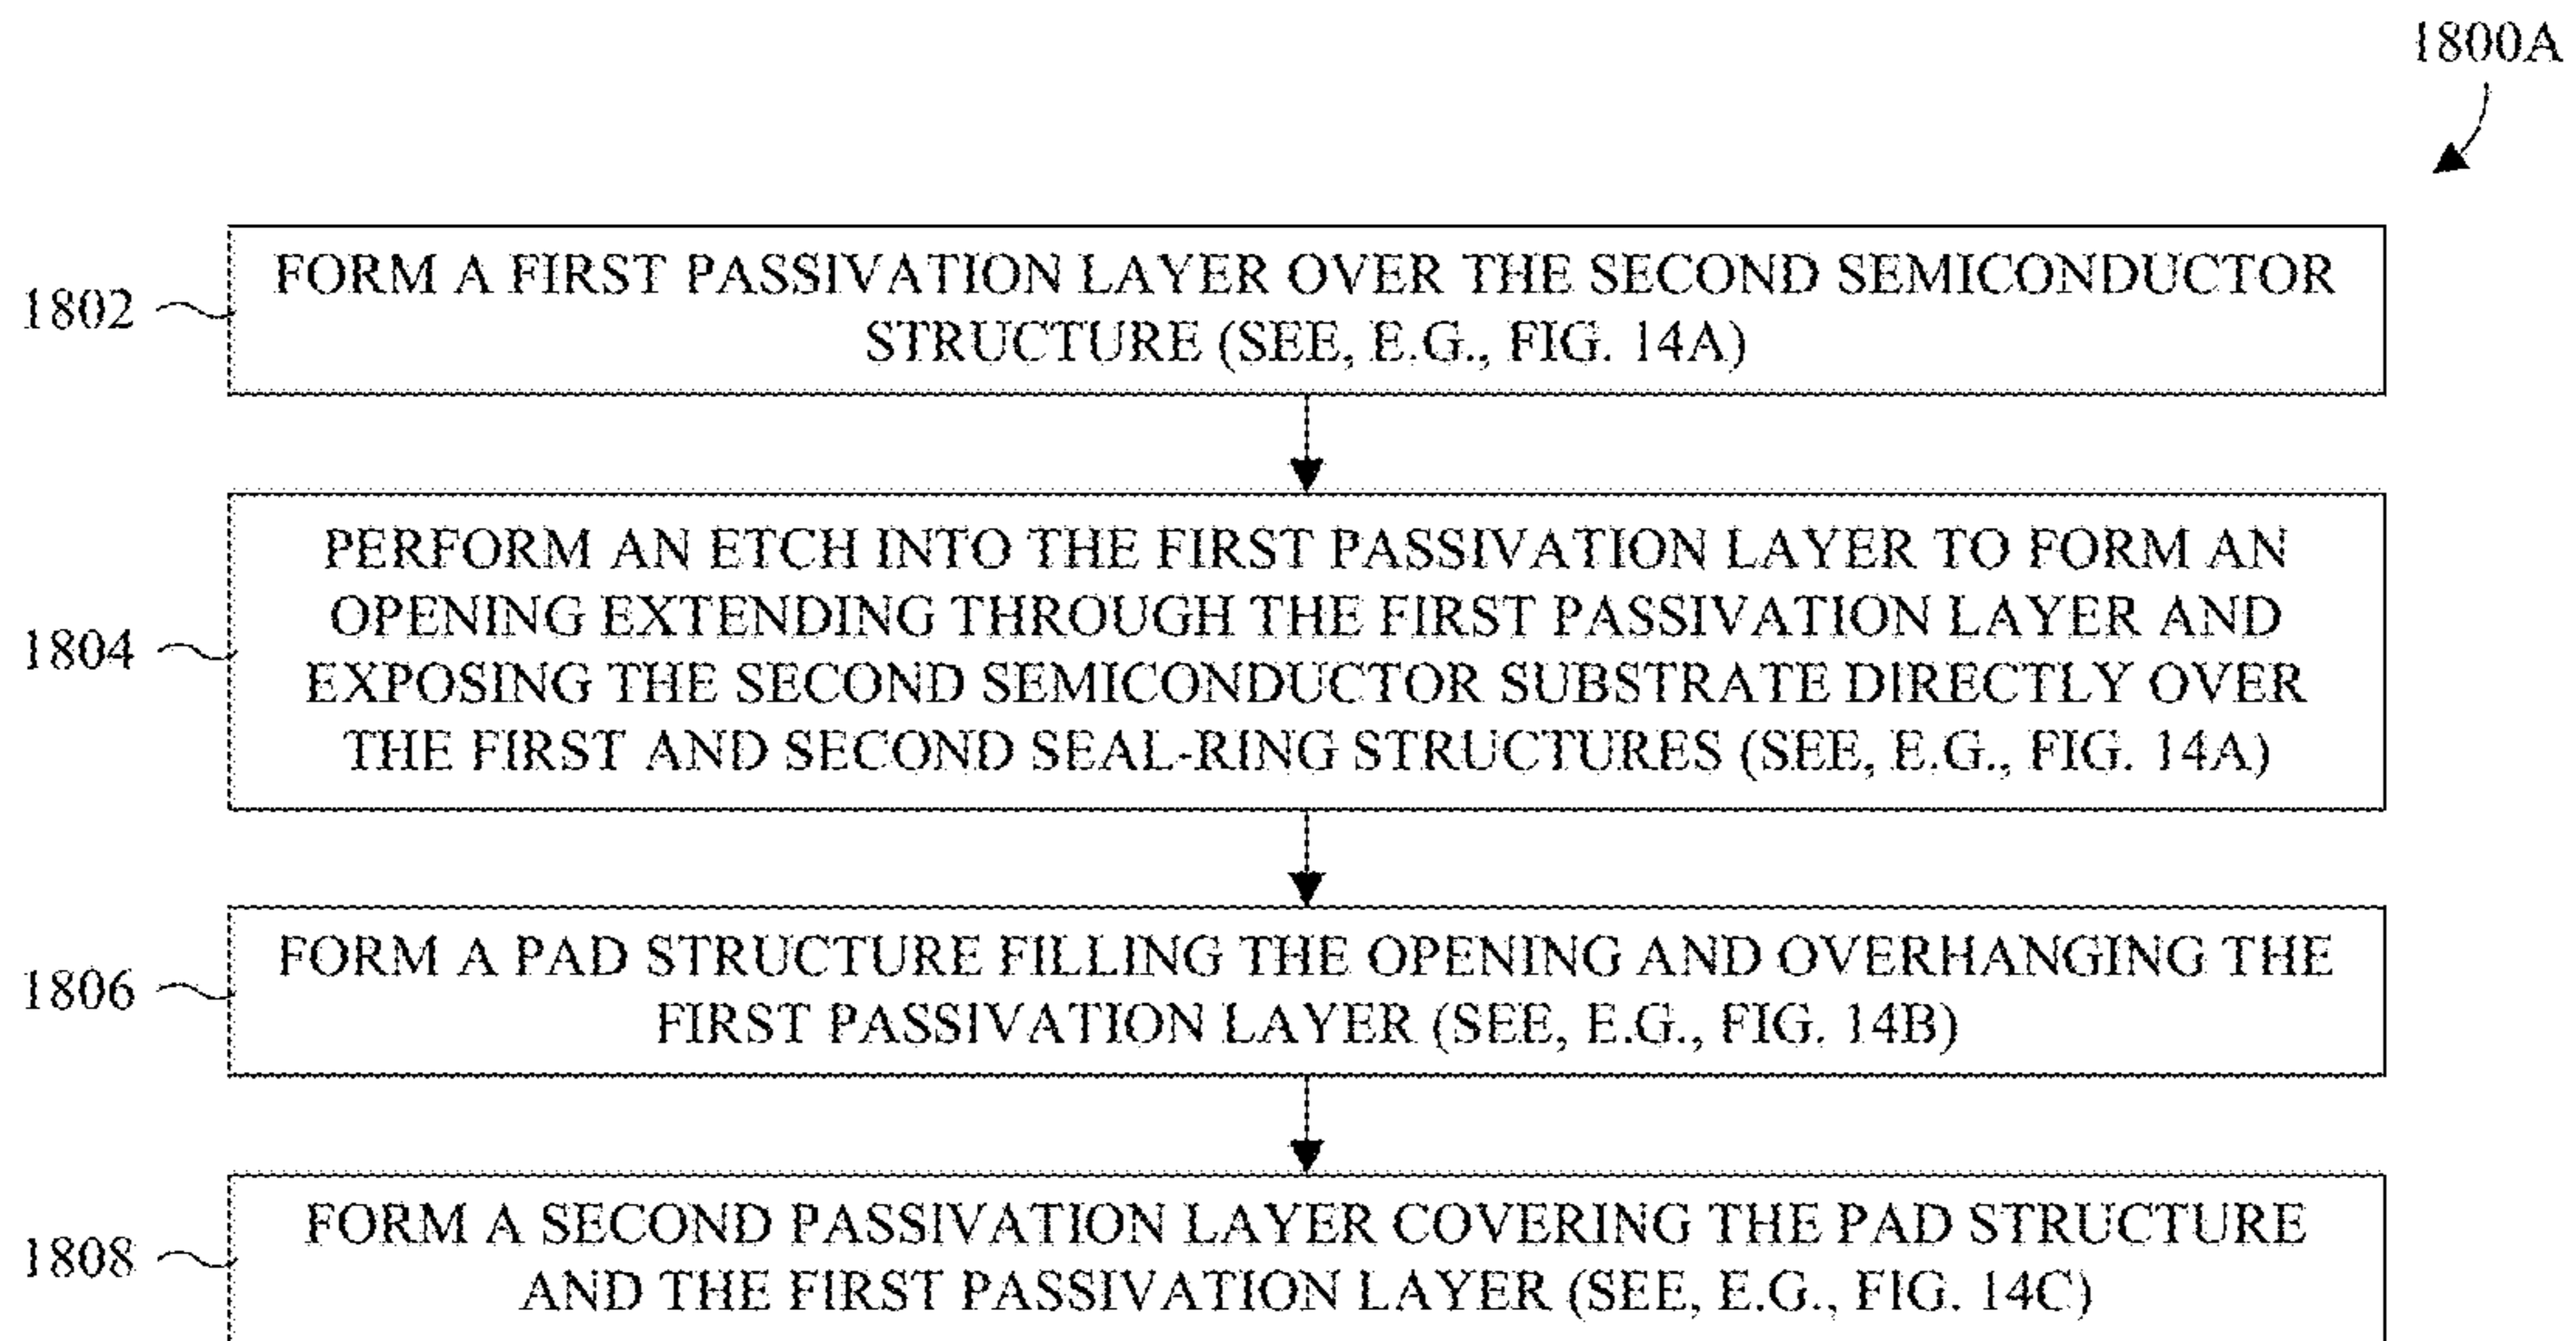 1800A
1802
FORM A FIRST PASSIVATION LAYER OVER THE SECOND SEMICONDUCTOR
STRUCTURE (SEE, E.G., FIG. 14A)
1804
PERFORM AN ETCH INTO THE FIRST PASSIVATION LAYER TO FORM AN
OPENING EXTENDING THROUGH THE FIRST PASSIVATION LAYER AND
EXPOSING THE SECOND SEMICONDUCTOR SUBSTRATE DIRECTLY OVER
THE FIRST AND SECOND SEAL-RING STRUCTURES (SEE, E.G., FIG. 14A)
1806
FORM A PAD STRUCTURE FILLING THE OPENING AND OVERHANGING THE
FIRST PASSIVATION LAYER (SEE, E.G., FIG. 14B)
1808
FORM A SECOND PASSIVATION LAYER COVERING THE PAD STRUCTURE
AND THE FIRST PASSIVATION LAYER (SEE, E.G., FIG. 14C)